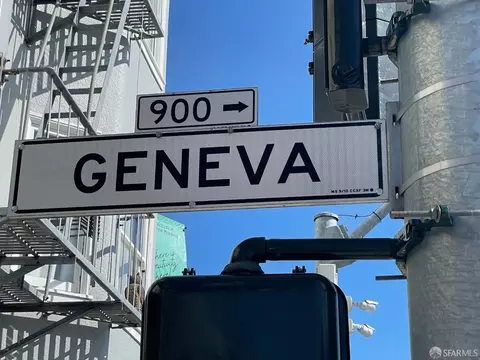 900 →
GENEVA
SFARMLS